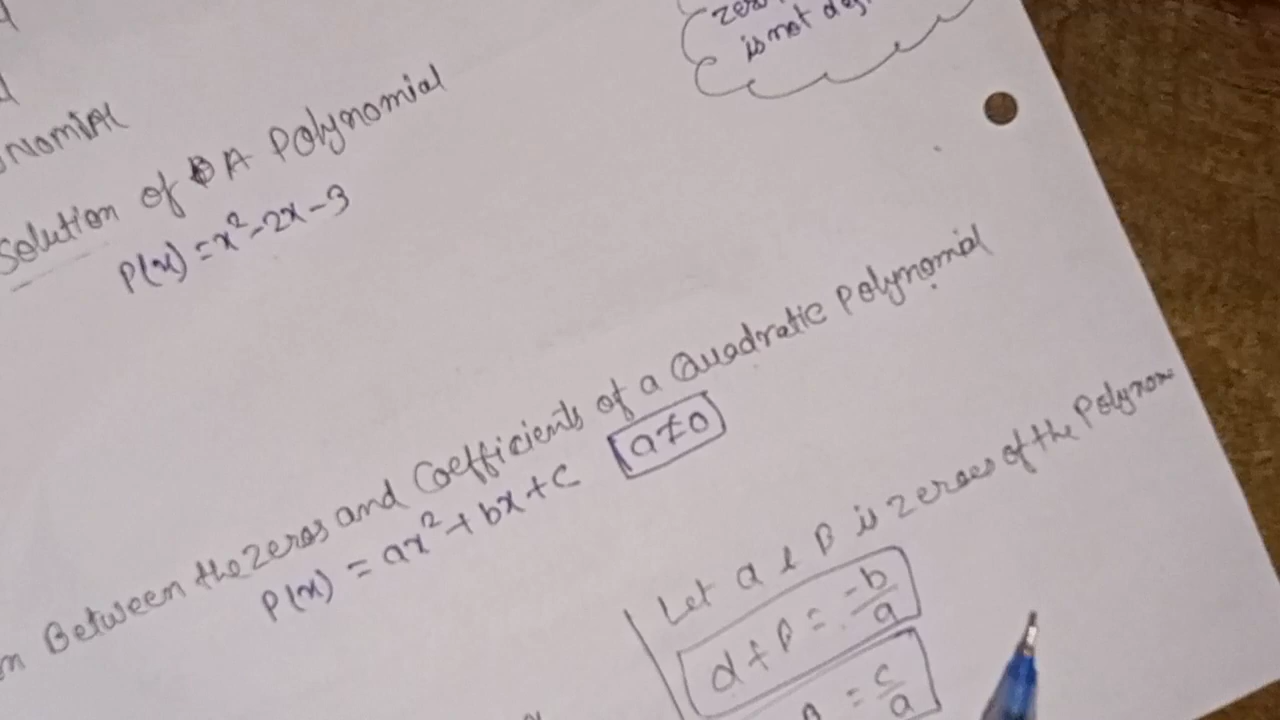 is not
NOMIAL
Solution of A Polynomial
P(x) = x²-2x-3
Between the zeros and Coefficients of a Quadratic Polynomial
P(x) = ax²+bx+c a≠0
Let α & β is zeroes of the
α+β = -b/a
β = c/a